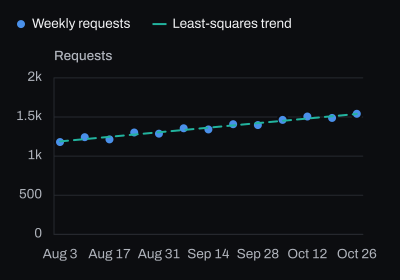 Weekly requests Least-squares trend
Requests
2k
1.5k
1k
500
0
Aug 3 Aug 17 Aug 31 Sep 14 Sep 28 Oct 12 Oct 26